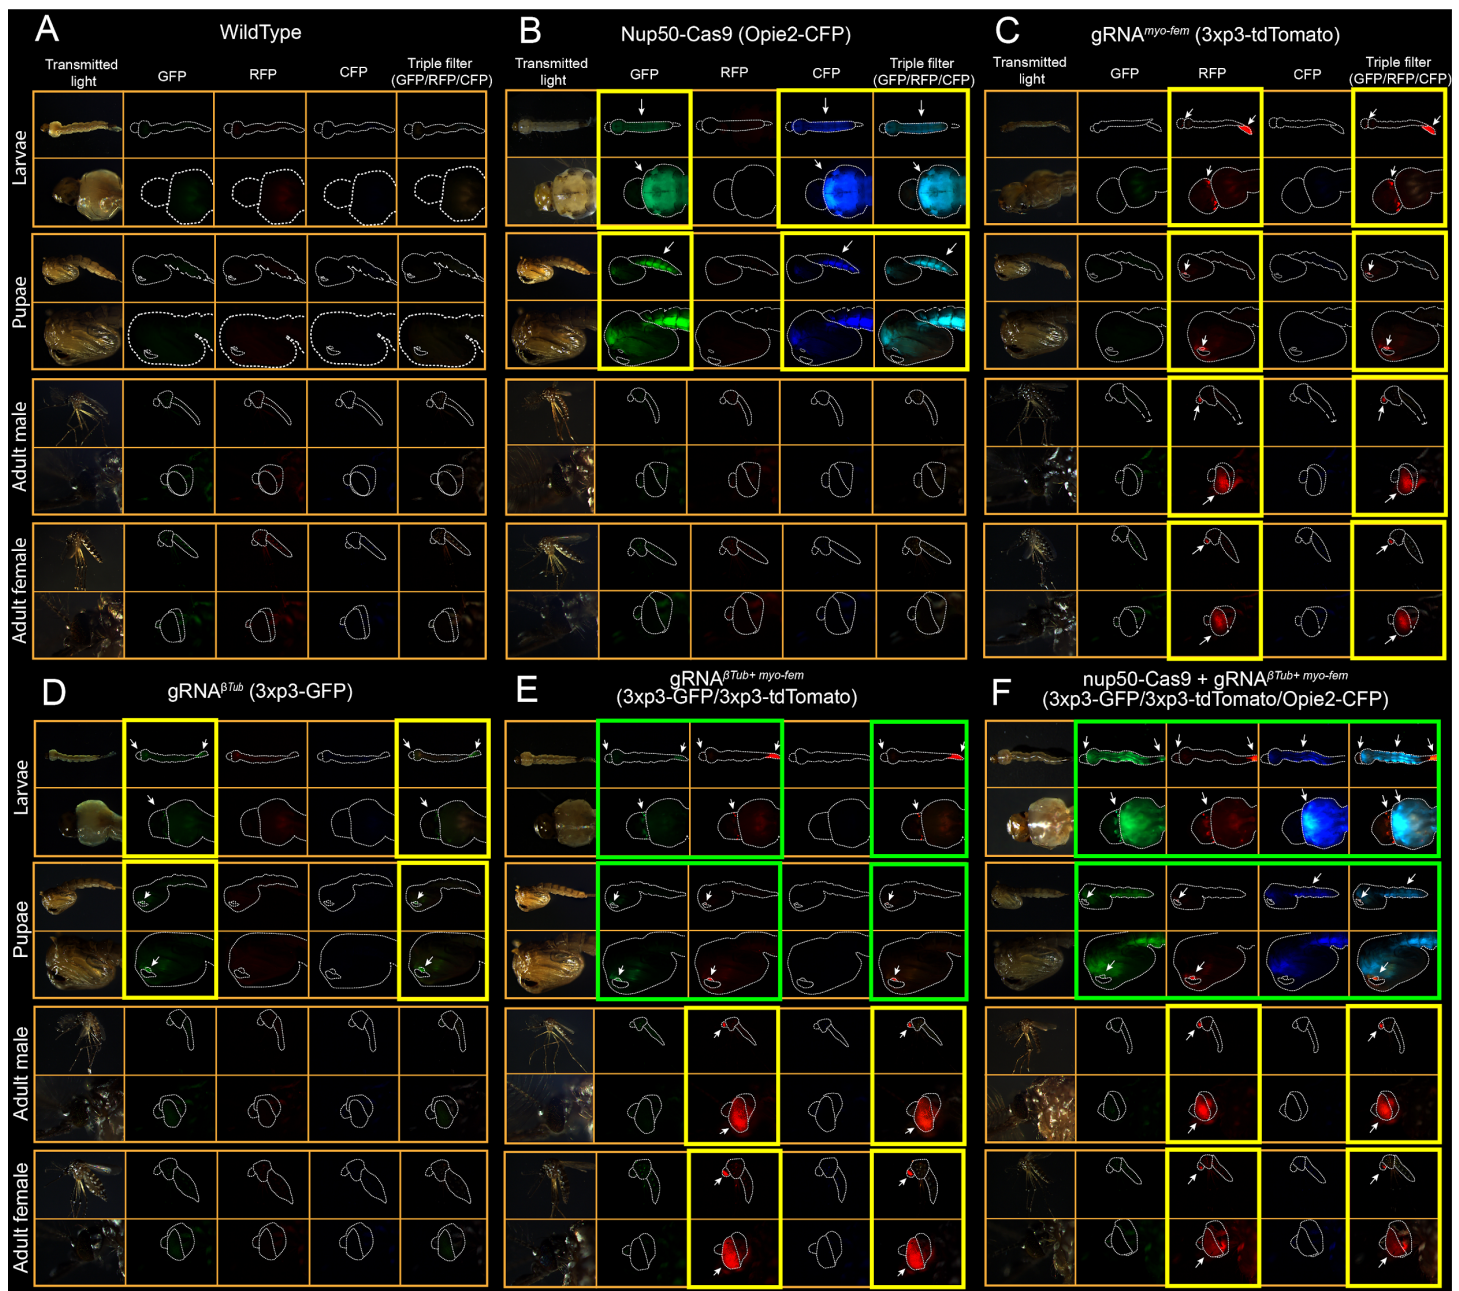 A
WildType
Transmitted light
GFP
RFP
CFP
Triple filter (GFP/RFP/CFP)
Larvae
Pupae
Adult male
Adult female
B
Nup50-Cas9 (Opie2-CFP)
Transmitted light
GFP
RFP
CFP
Triple filter (GFP/RFP/CFP)
C
gRNA^myo-fem (3xp3-tdTomato)
Transmitted light
GFP
RFP
CFP
Triple filter (GFP/RFP/CFP)
D
gRNA^βTub (3xp3-GFP)
Larvae
Pupae
Adult male
Adult female
E
gRNA^βTub+ myo-fem
(3xp3-GFP/3xp3-tdTomato)
F
nup50-Cas9 + gRNA^βTub+ myo-fem
(3xp3-GFP/3xp3-tdTomato/Opie2-CFP)